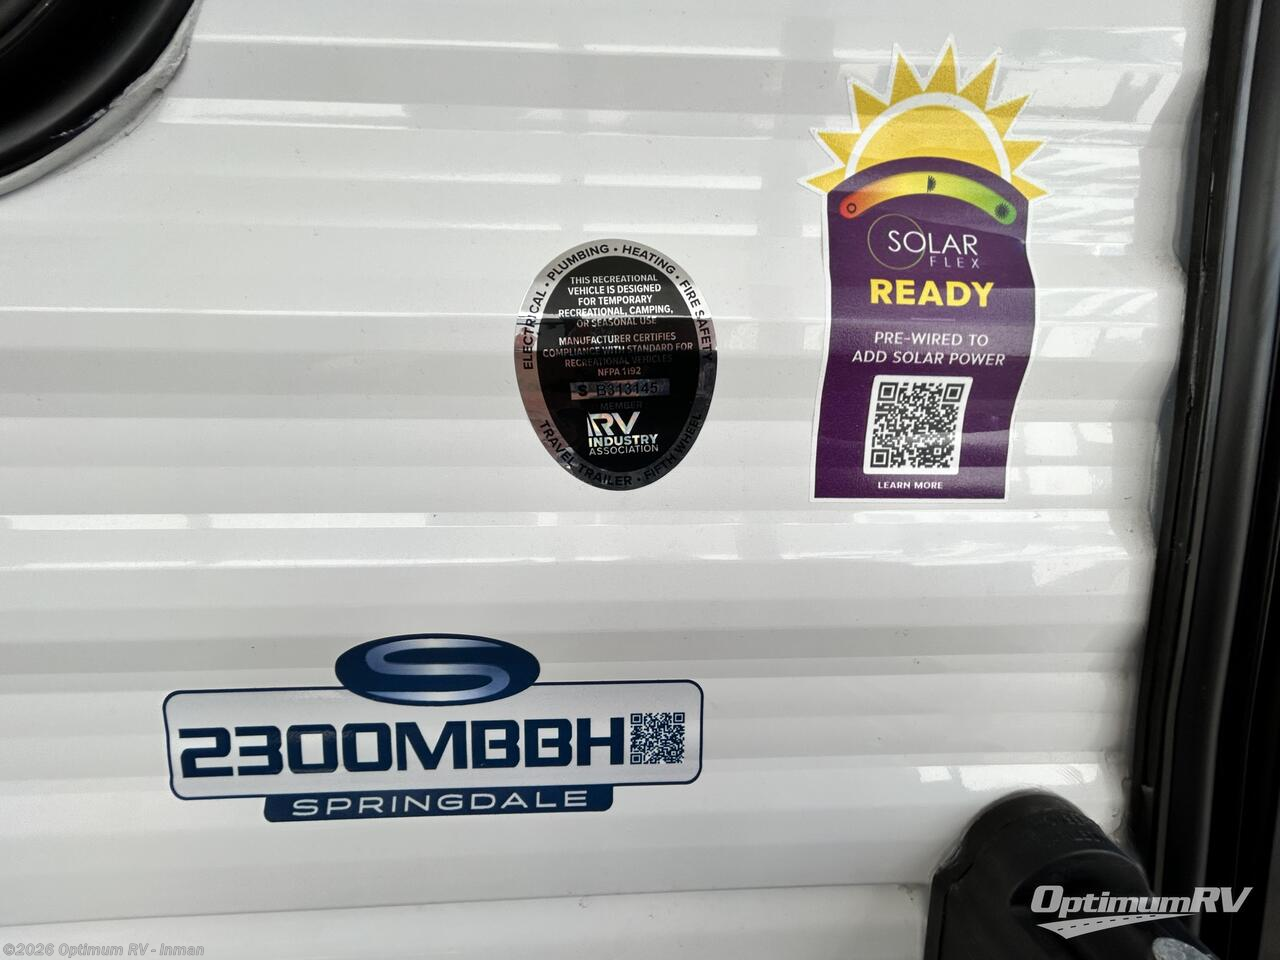 SOLAR
FLEX
READY
PRE-WIRED TO
ADD SOLAR POWER
LEARN MORE
ELECTRICAL • PLUMBING • HEATING • FIRE SAFETY
THIS RECREATIONAL
VEHICLE IS DESIGNED
FOR TEMPORARY
RECREATIONAL, CAMPING,
OR SEASONAL USE
MANUFACTURER CERTIFIES
COMPLIANCE WITH STANDARD FOR
RECREATIONAL VEHICLES
NFPA 1192
S B313145
MEMBER
RV
INDUSTRY
ASSOCIATION
TRAVEL TRAILER • FIFTH WHEEL
2300MBBH
SPRINGDALE
OptimumRV
©2026 Optimum RV - Inman